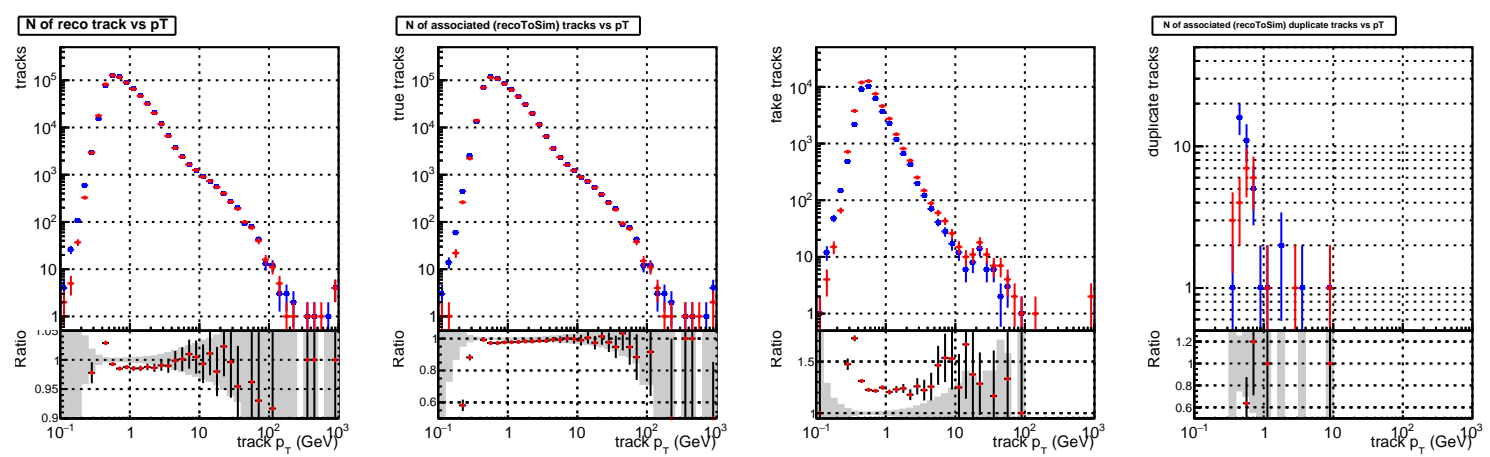 N of reco track vs pT
tracks
10^5
10^4
10^3
10^2
10
1
Ratio
1.05
1
0.95
0.9
10^-1 1 10 10^2 10^3
track p_T (GeV)
N of associated (recoToSim) tracks vs pT
true tracks
10^5
10^4
10^3
10^2
10
1
Ratio
1
0.8
0.6
10^-1 1 10 10^2 10^3
track p_T (GeV)
fake tracks
10^4
10^3
10^2
10
1
Ratio
1.5
1
10^-1 1 10 10^2 10^3
track p_T (GeV)
N of associated (recoToSim) duplicate tracks vs pT
duplicate tracks
10
1
Ratio
1.2
1
0.8
0.6
10^-1 1 10 10^2 10^3
track p_T (GeV)